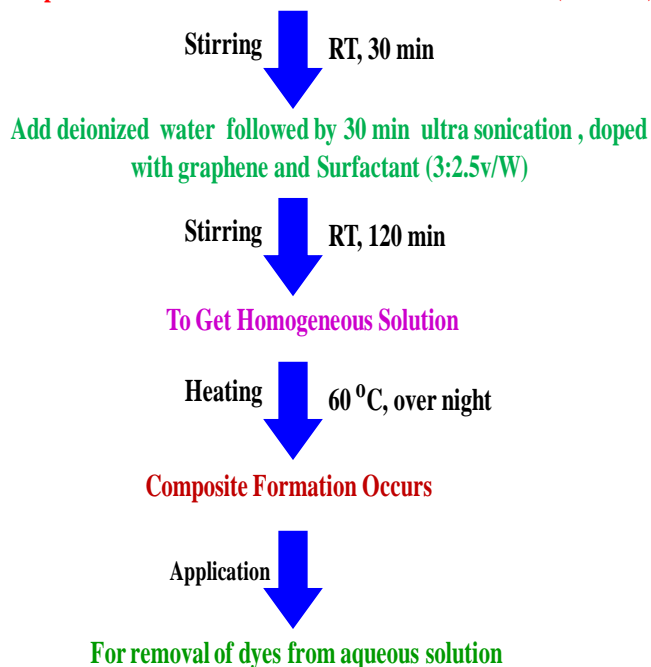 Stirring RT, 30 min
Add deionized water followed by 30 min ultra sonication , doped
with graphene and Surfactant (3:2.5v/W)
Stirring RT, 120 min
To Get Homogeneous Solution
Heating 60 ⁰C, over night
Composite Formation Occurs
Application
For removal of dyes from aqueous solution